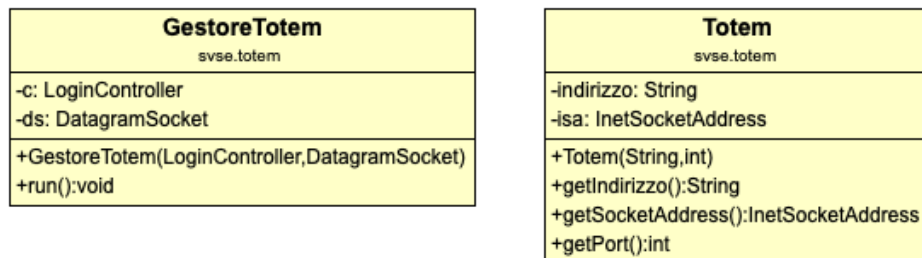 GestoreTotem
svse.totem
-c: LoginController
-ds: DatagramSocket
+GestoreTotem(LoginController,DatagramSocket)
+run():void
Totem
svse.totem
-indirizzo: String
-isa: InetSocketAddress
+Totem(String,int)
+getIndirizzo():String
+getSocketAddress():InetSocketAddress
+getPort():int